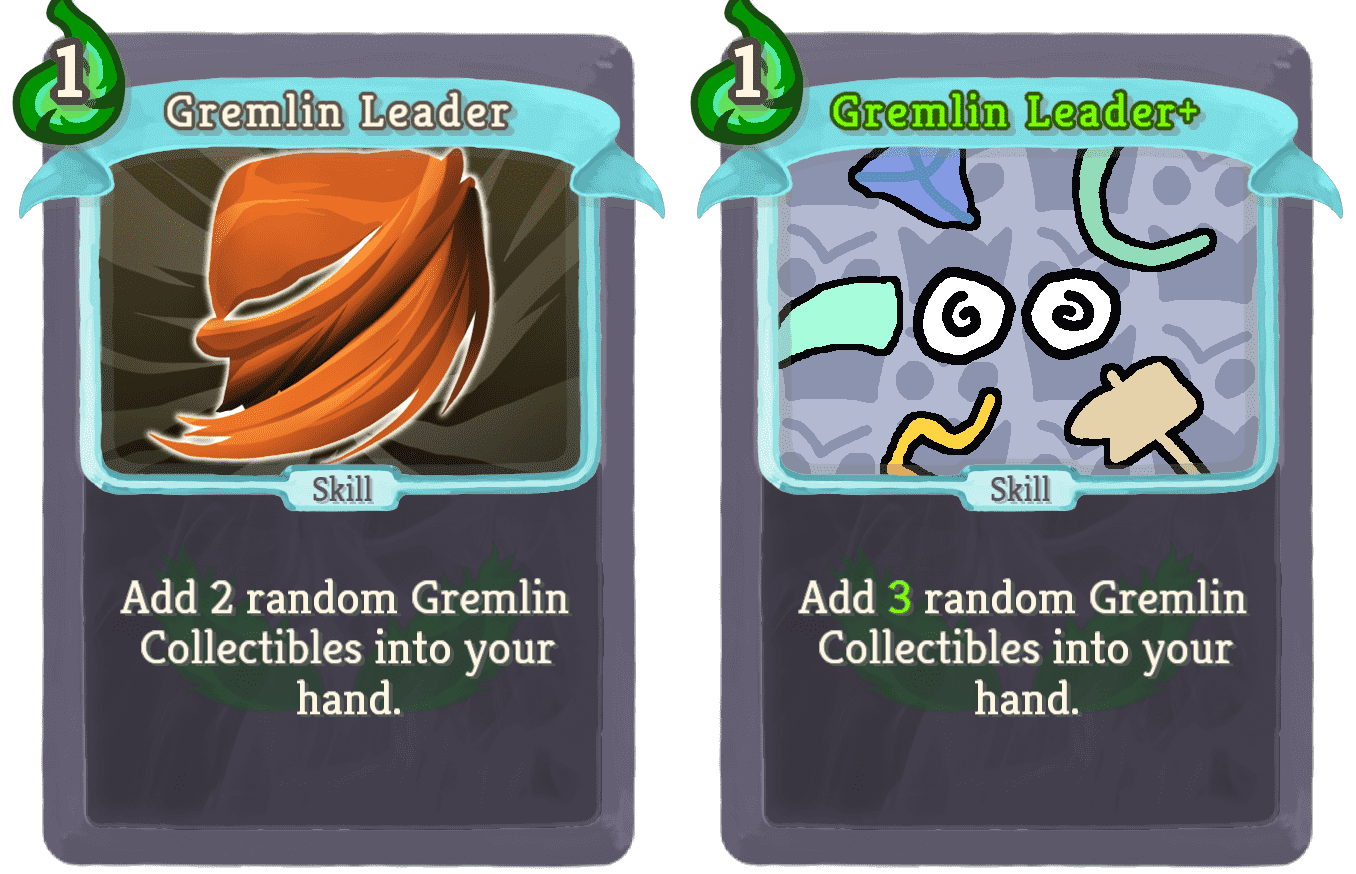 1
Gremlin Leader
Skill
Add 2 random Gremlin
Collectibles into your
hand.
1
Gremlin Leader+
Skill
Add 3 random Gremlin
Collectibles into your
hand.